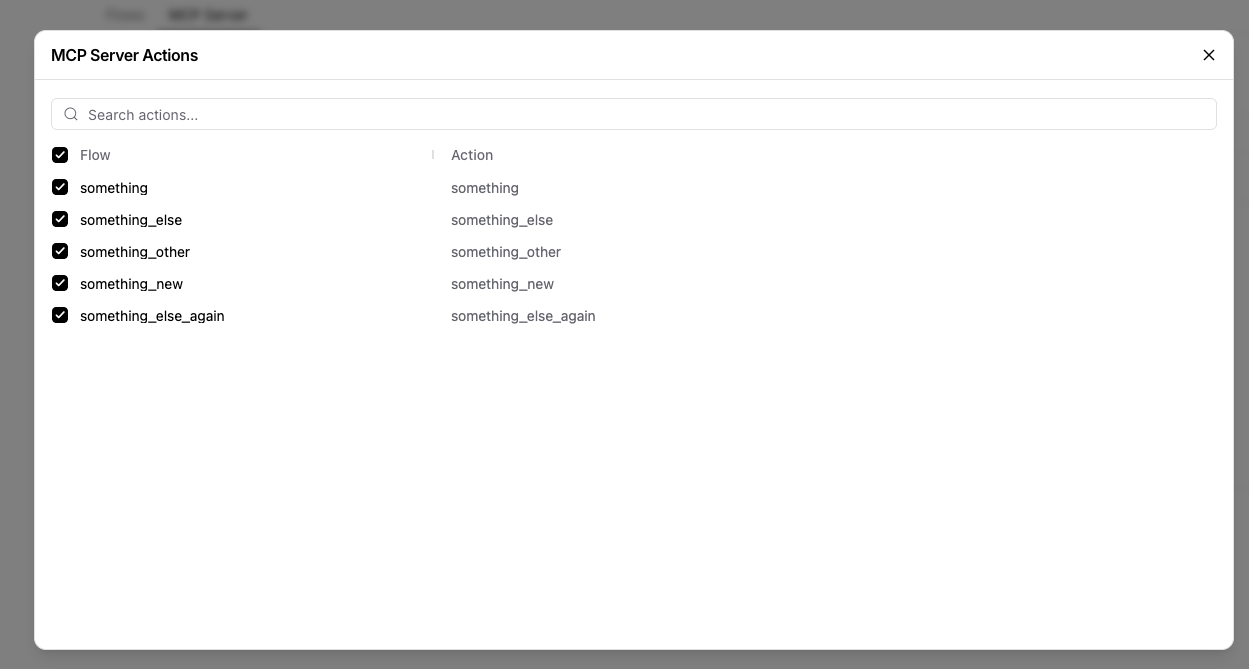 Flows MCP Server
MCP Server Actions
Search actions...
Flow Action
something something
something_else something_else
something_other something_other
something_new something_new
something_else_again something_else_again